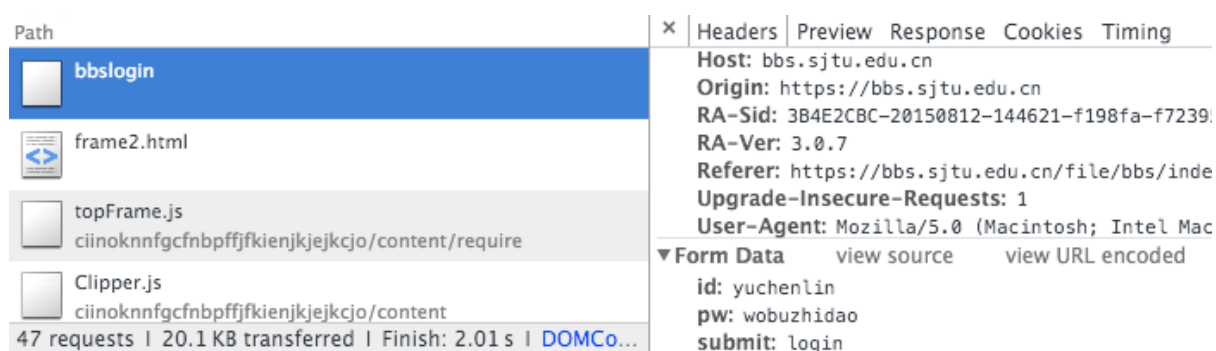 Path
bbslogin
frame2.html
topFrame.js
ciinoknnfgcfnbpffjfkienjkjejkcjo/content/require
Clipper.js
ciinoknnfgcfnbpffjfkienjkjejkcjo/content
47 requests | 20.1 KB transferred | Finish: 2.01 s | DOMCo...
× Headers Preview Response Cookies Timing
Host: bbs.sjtu.edu.cn
Origin: https://bbs.sjtu.edu.cn
RA-Sid: 3B4E2CBC-20150812-144621-f198fa-f7239
RA-Ver: 3.0.7
Referer: https://bbs.sjtu.edu.cn/file/bbs/inde
Upgrade-Insecure-Requests: 1
User-Agent: Mozilla/5.0 (Macintosh; Intel Mac
▼Form Data view source view URL encoded
id: yuchenlin
pw: wobuzhidao
submit: login